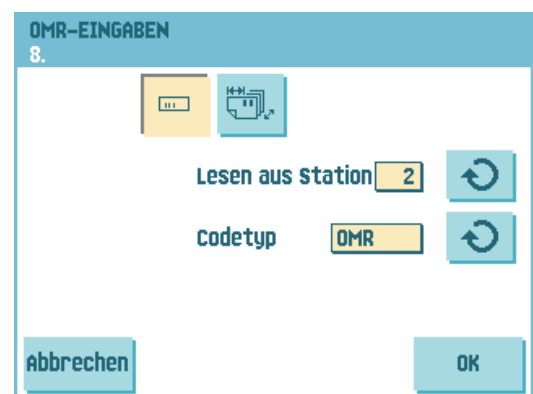 OMR-EINGABEN
8.
Lesen aus Station 2
Codetyp OMR
Abbrechen OK